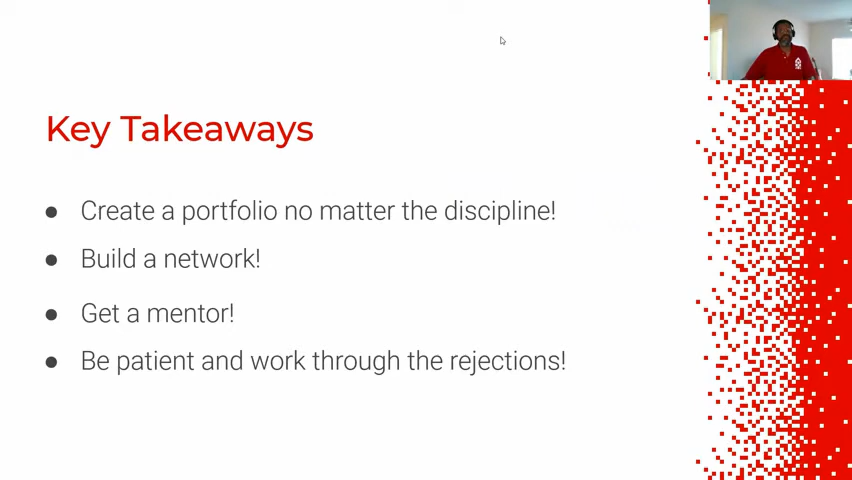 Key Takeaways
● Create a portfolio no matter the discipline!
● Build a network!
● Get a mentor!
● Be patient and work through the rejections!